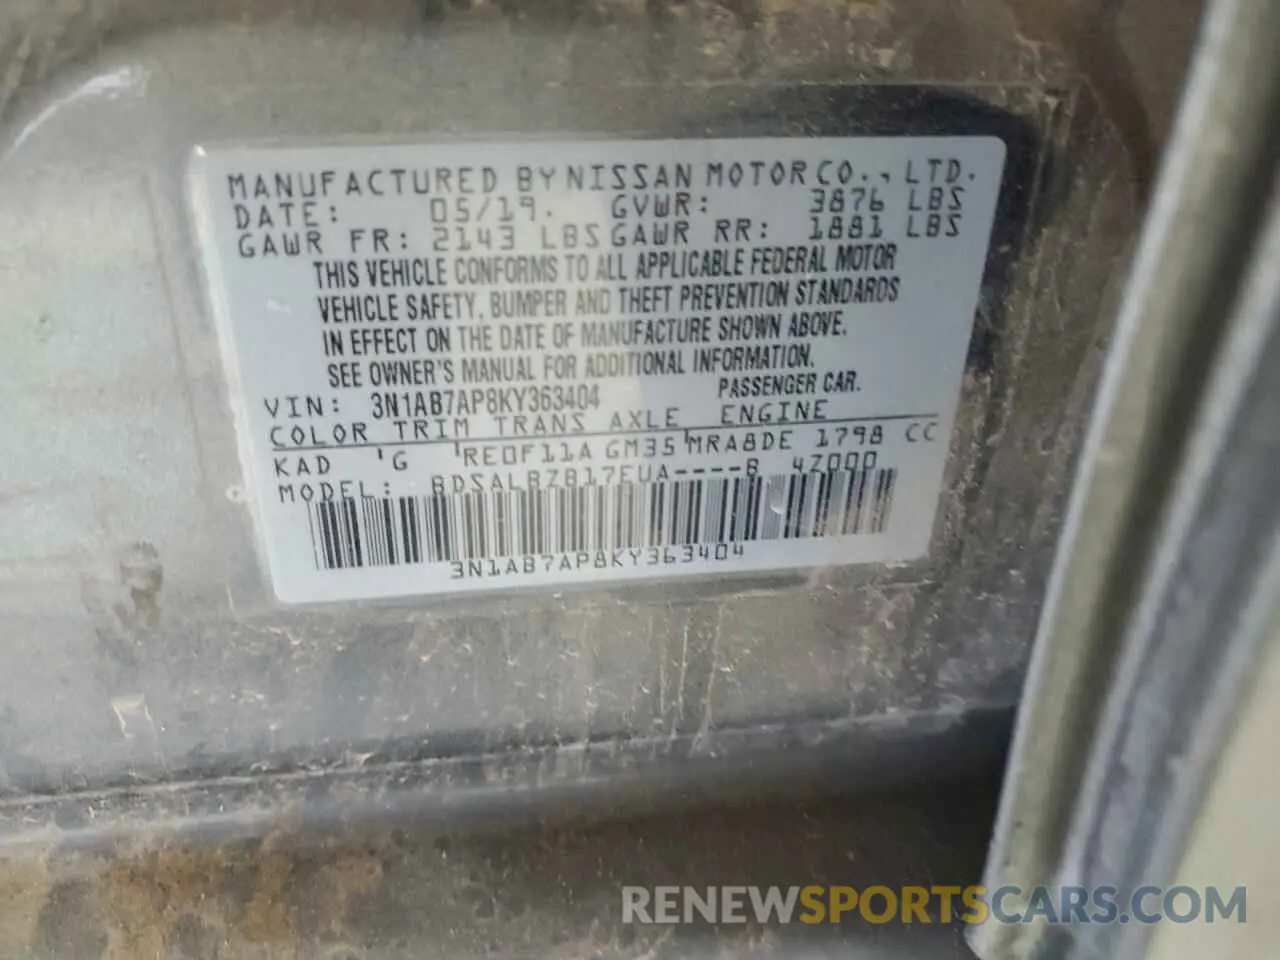 MANUFACTURED BY NISSAN MOTOR CO., LTD.
DATE: 05/19. GVWR: 3876 LBS
GAWR FR: 2143 LBS GAWR RR: 1881 LBS
THIS VEHICLE CONFORMS TO ALL APPLICABLE FEDERAL MOTOR
VEHICLE SAFETY, BUMPER AND THEFT PREVENTION STANDARDS
IN EFFECT ON THE DATE OF MANUFACTURE SHOWN ABOVE.
SEE OWNER'S MANUAL FOR ADDITIONAL INFORMATION.
VIN: 3N1AB7AP8KY363404 PASSENGER CAR.
COLOR TRIM TRANS AXLE ENGINE
KAD 'G 'RE0F11A GM35 'MRA8DE 1798 CC
MODEL: BDSALBZB17EUA----B 4Z000
3N1AB7AP8KY363404
RENEWSPORTSCARS.COM